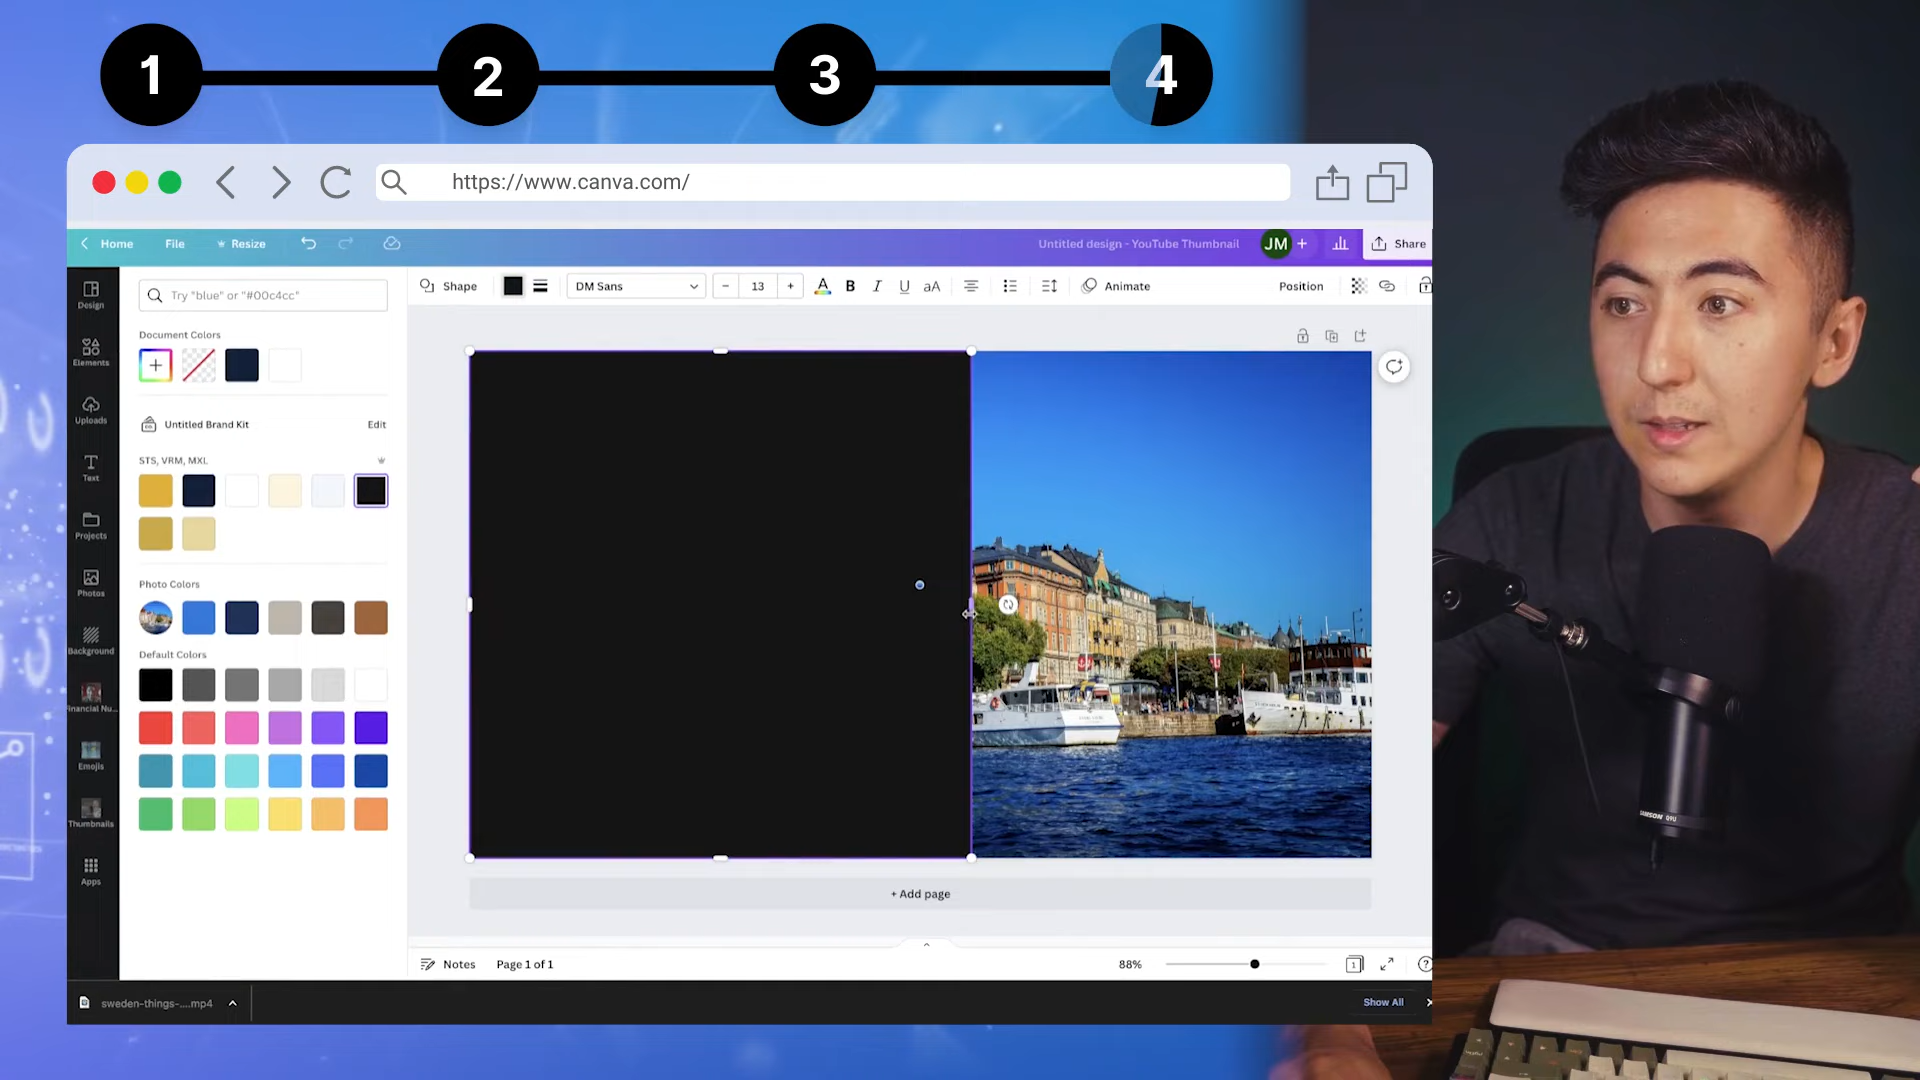 1 2 3 4
https://www.canva.com/
Home File Resize Untitled design - YouTube Thumbnail JM + Share
Shape DM Sans - 13 + A B I U aA Animate Position
Design
Elements
Uploads
Text
Projects
Photos
Background
Emojis
Thumbnails
Apps
Try "blue" or "#00c4cc"
Document Colors
Untitled Brand Kit Edit
STS, VRM, MXL
Photo Colors
Default Colors
+ Add page
Notes Page 1 of 1 88% 1 ?
sweden-things-....mp4 Show All
SAMSON Q9U